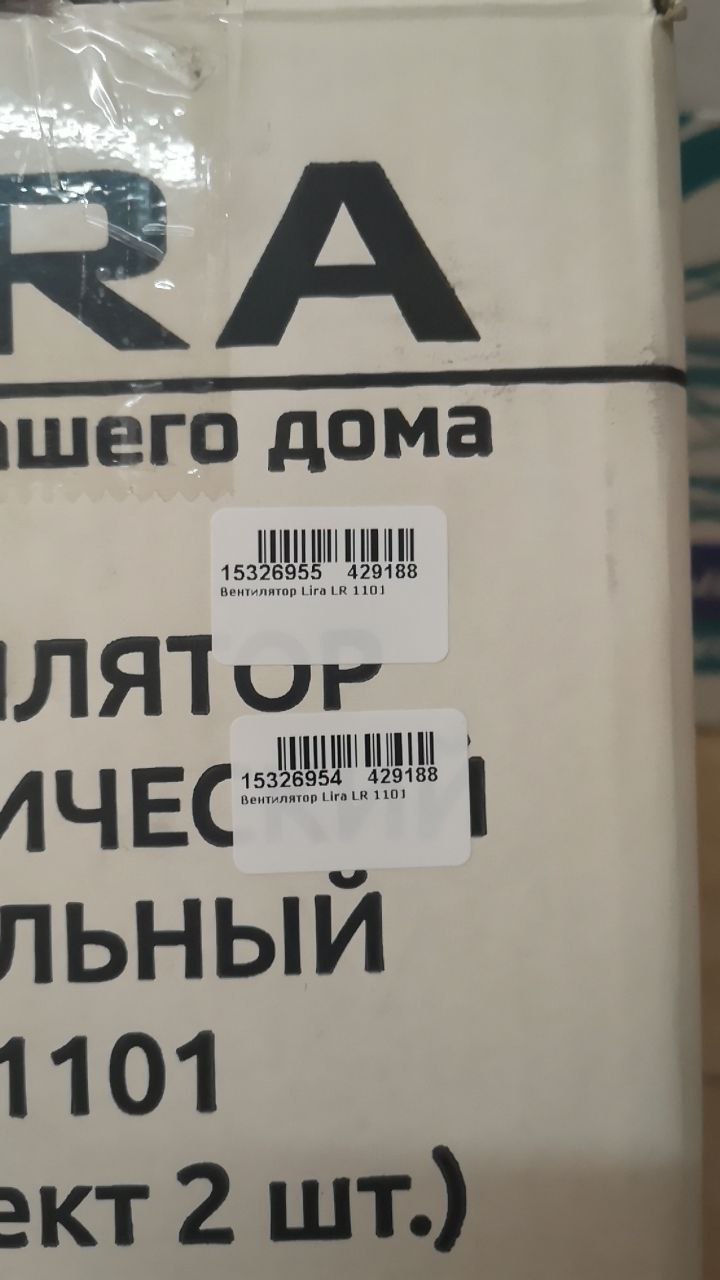 RA
ашего дома
15326955 429188
Вентилятор Lira LR 1101
ЛЯТОР
15326954 429188
Вентилятор Lira LR 1101
ИЧЕСКИЙ
ЛЬНЫЙ
1101
ект 2 шт.)